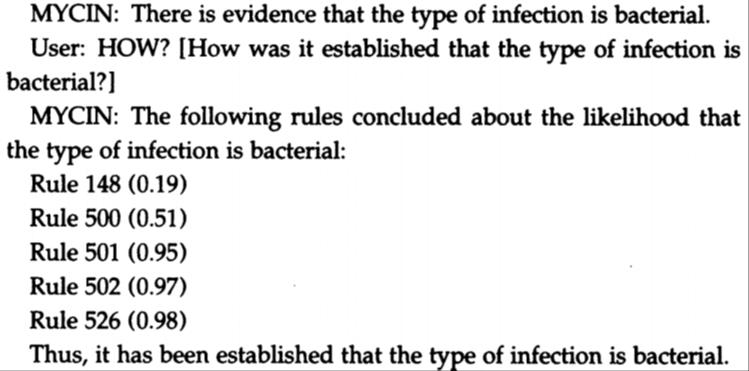 MYCIN: There is evidence that the type of infection is bacterial.
User: HOW? [How was it established that the type of infection is
bacterial?]
MYCIN: The following rules concluded about the likelihood that
the type of infection is bacterial:
Rule 148 (0.19)
Rule 500 (0.51)
Rule 501 (0.95)
Rule 502 (0.97)
Rule 526 (0.98)
Thus, it has been established that the type of infection is bacterial.